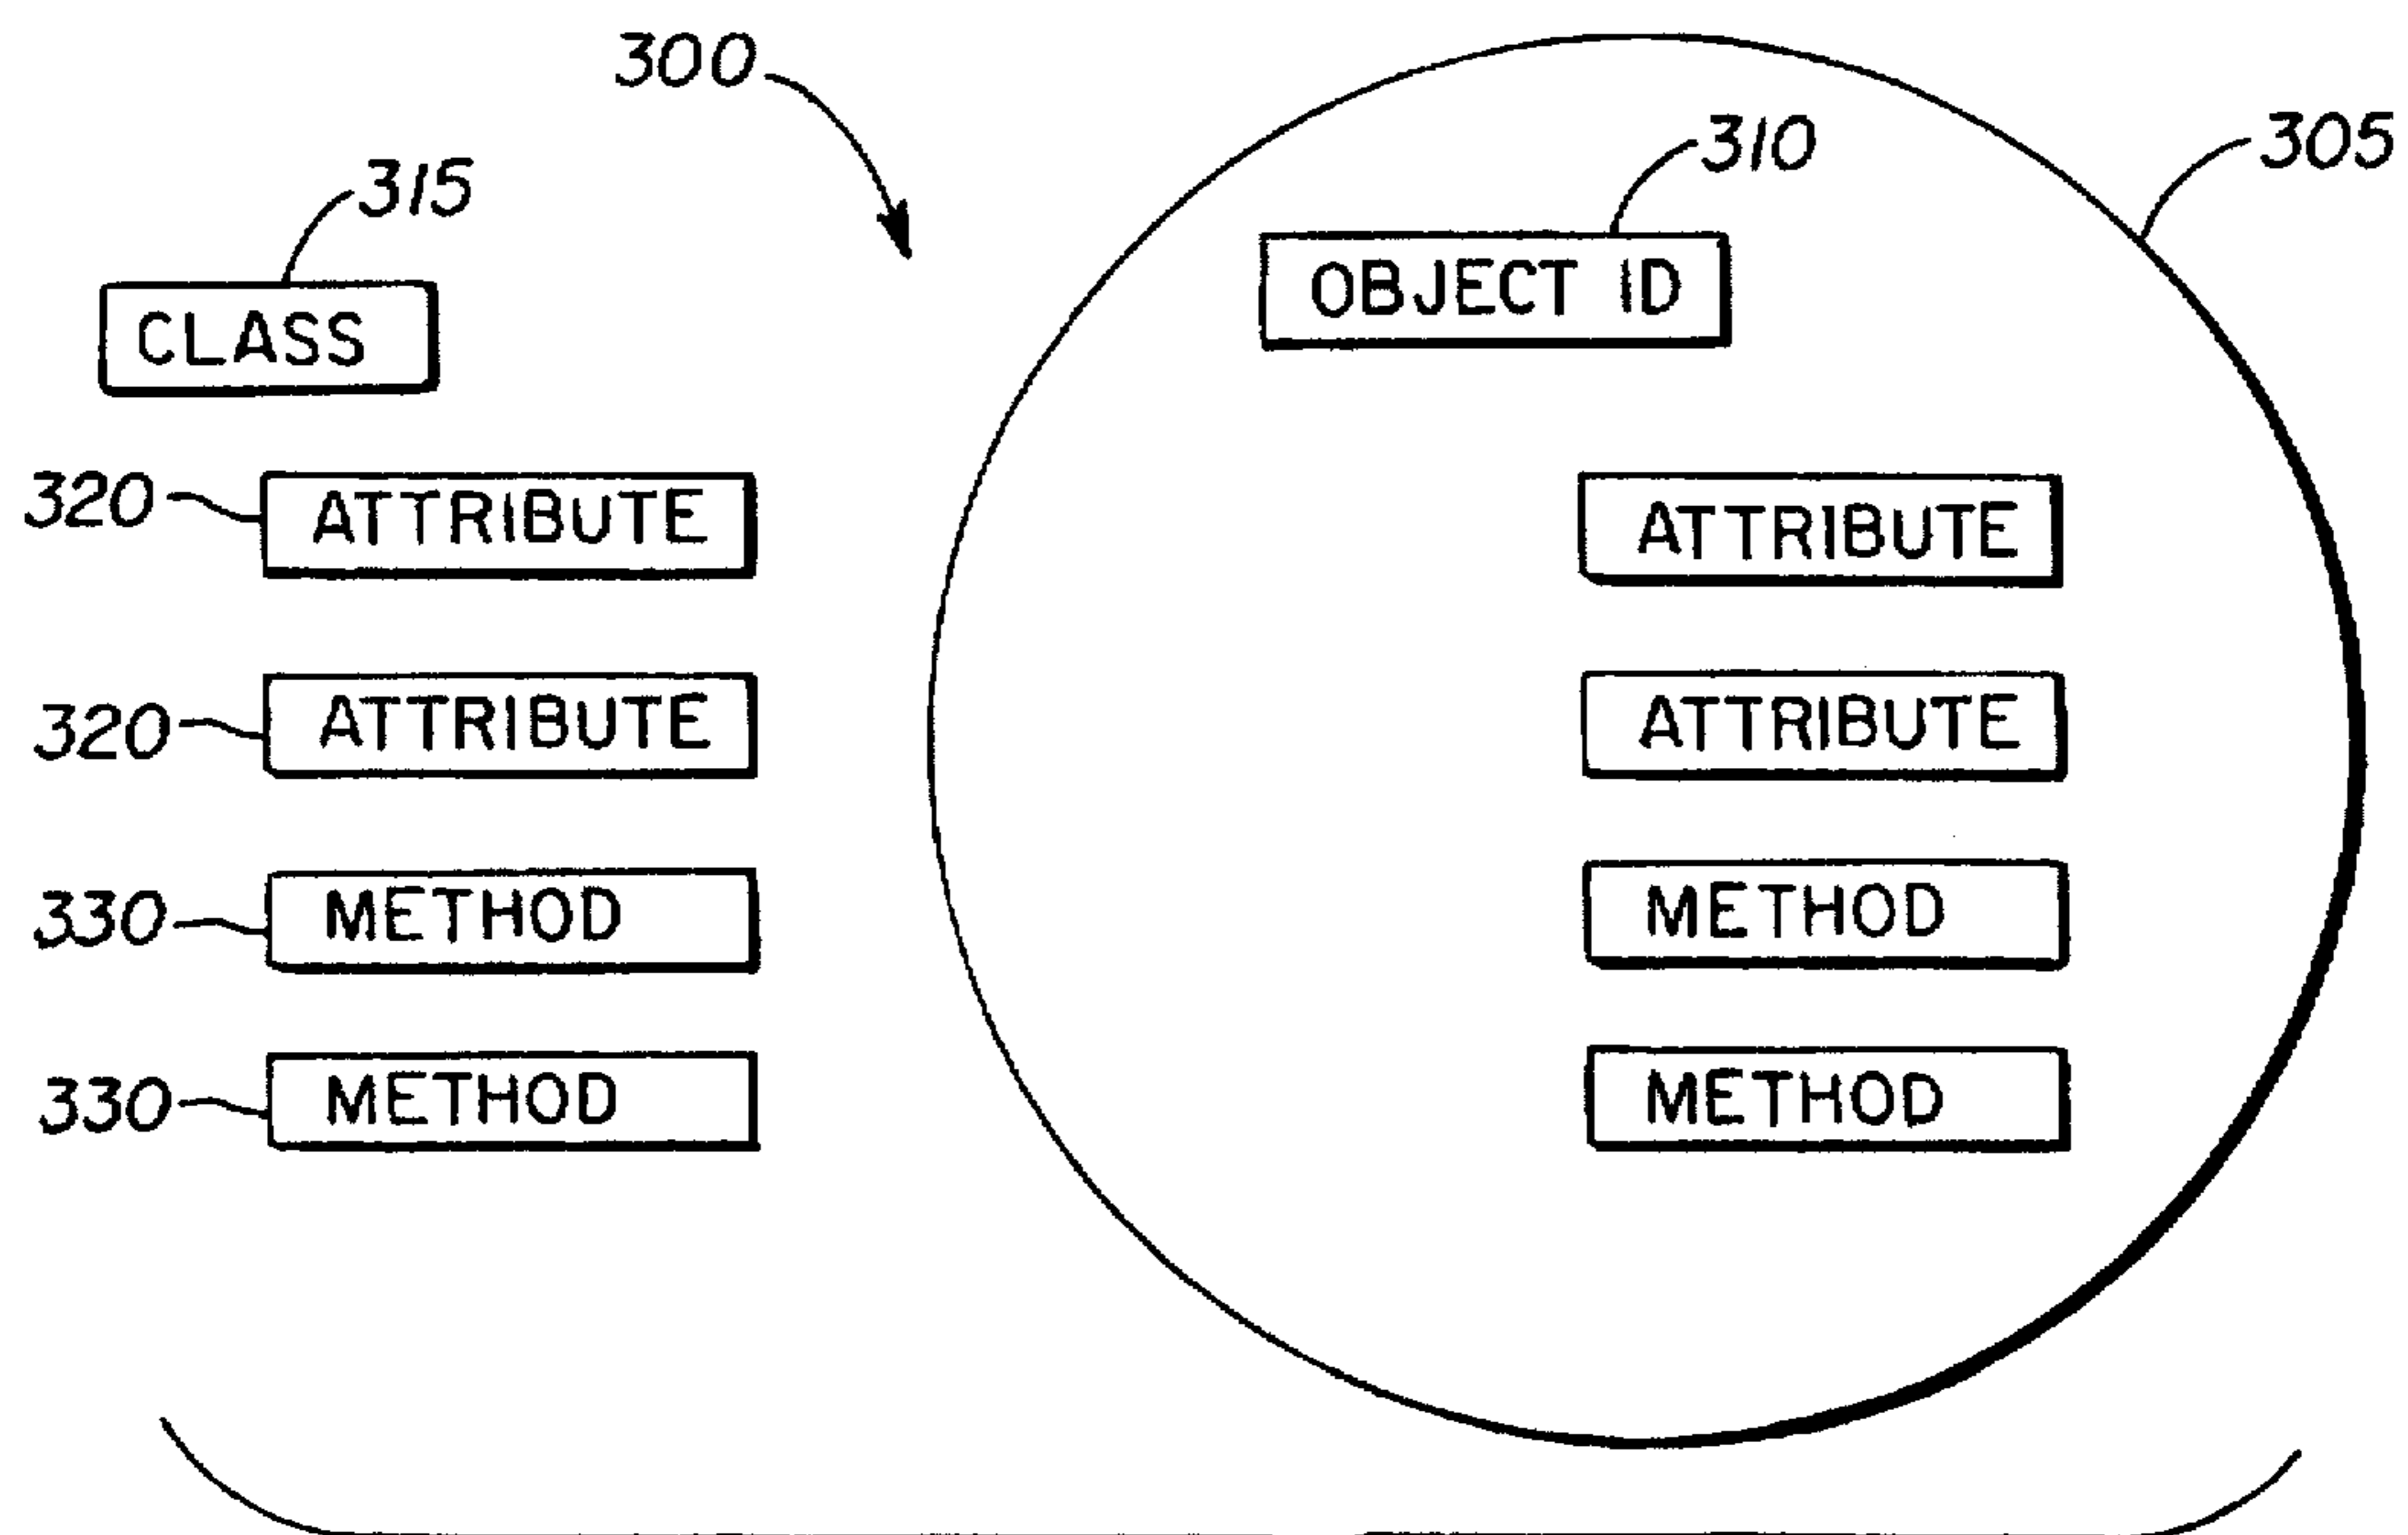 300
310
305
315
OBJECT ID
CLASS
320
ATTRIBUTE
ATTRIBUTE
320
ATTRIBUTE
ATTRIBUTE
330
METHOD
METHOD
330
METHOD
METHOD